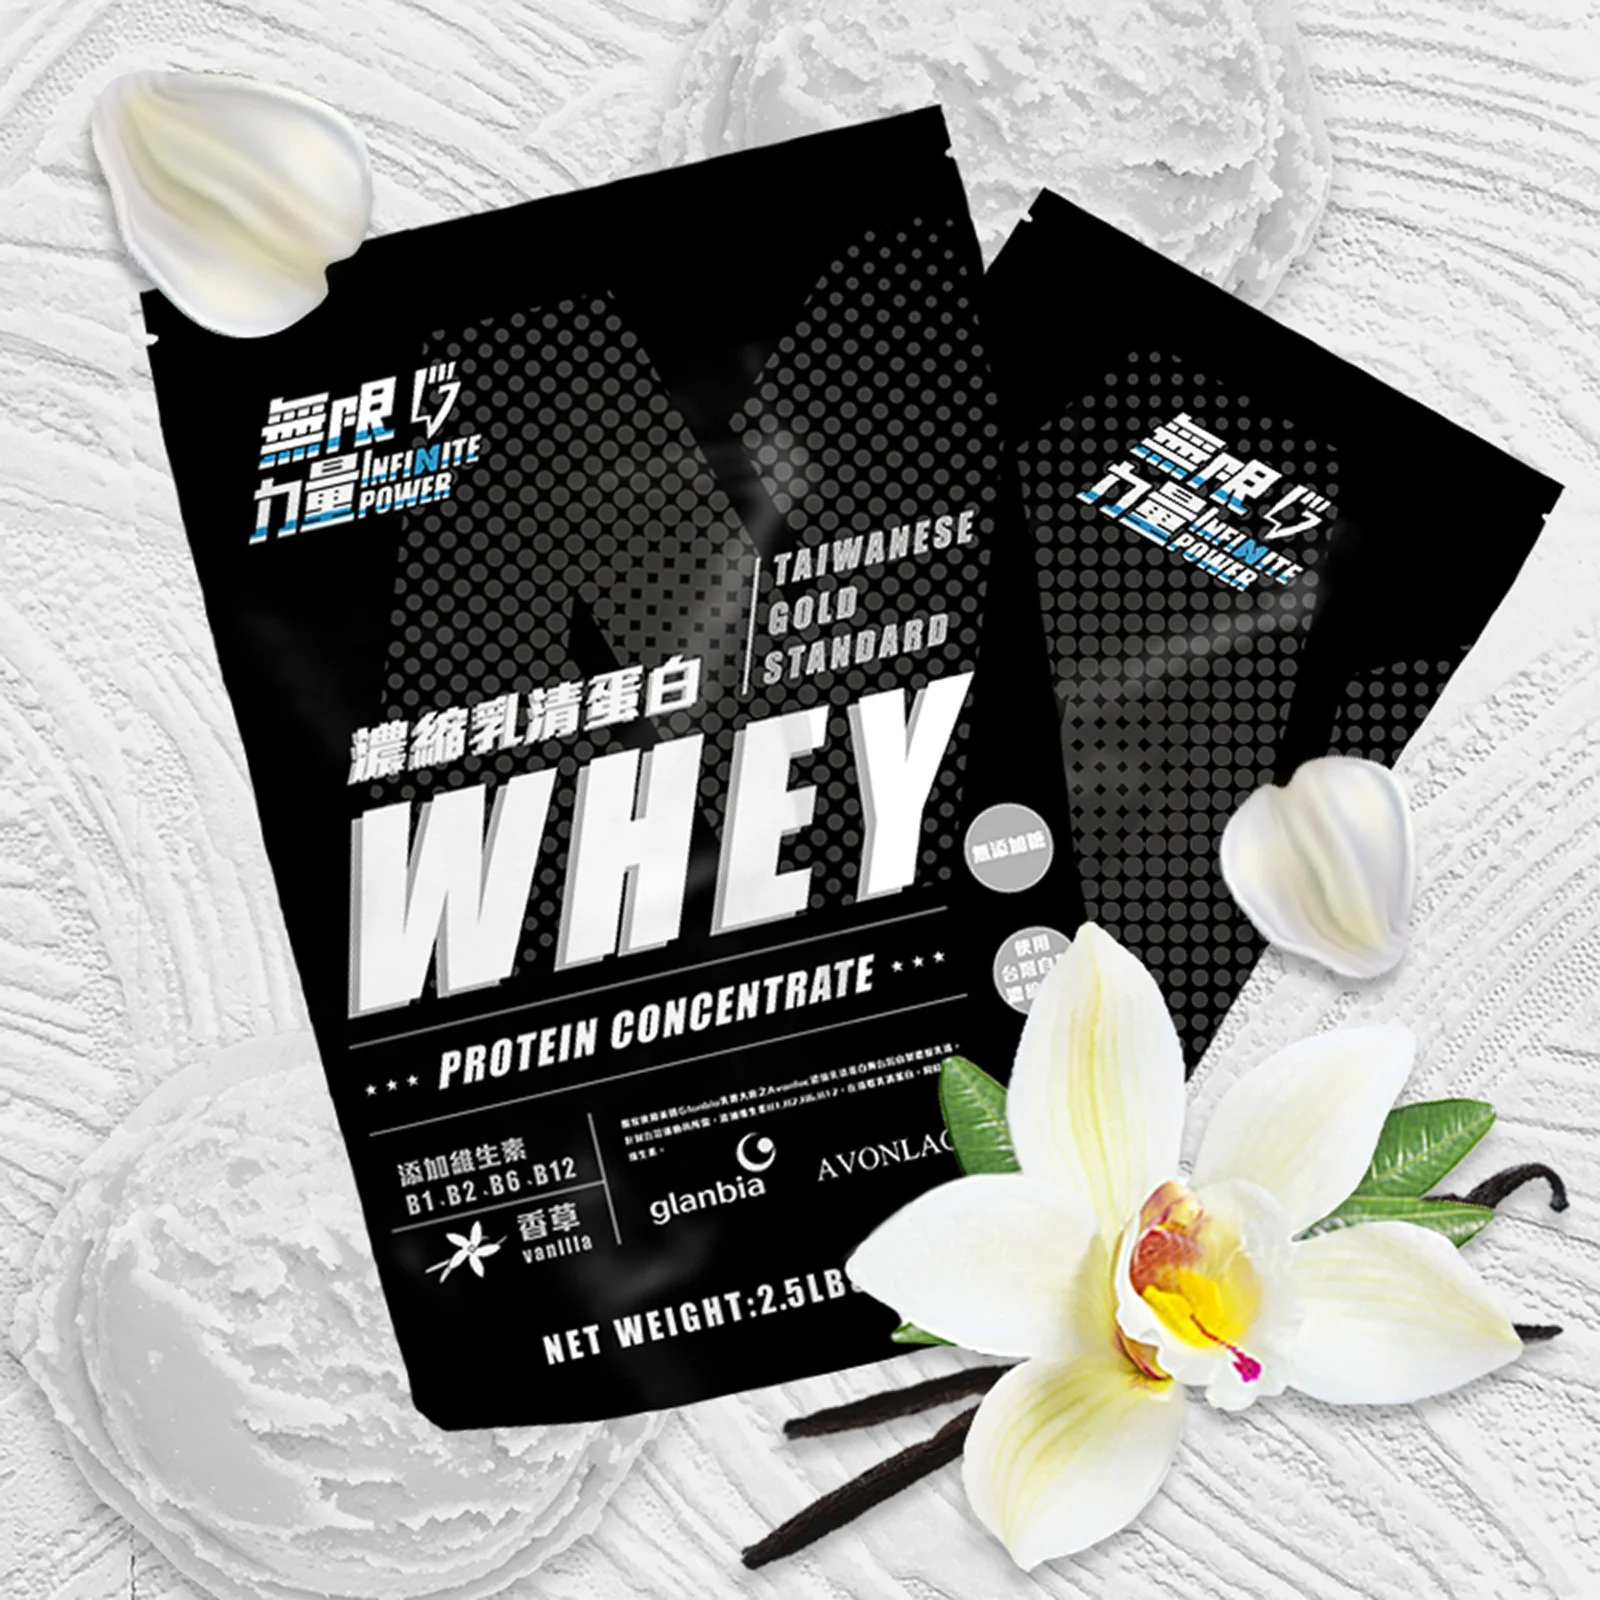 無限
力量
INFINITE
POWER
TAIWANESE
GOLD
STANDARD
濃縮乳清蛋白
WHEY
PROTEIN CONCENTRATE
添加維生素
B1.B2.B6.B12
香草
vanilla
glanbia
AVONLAC
NET WEIGHT:2.5LB
無添加糖
使用
無限
力量
INFINITE
POWER